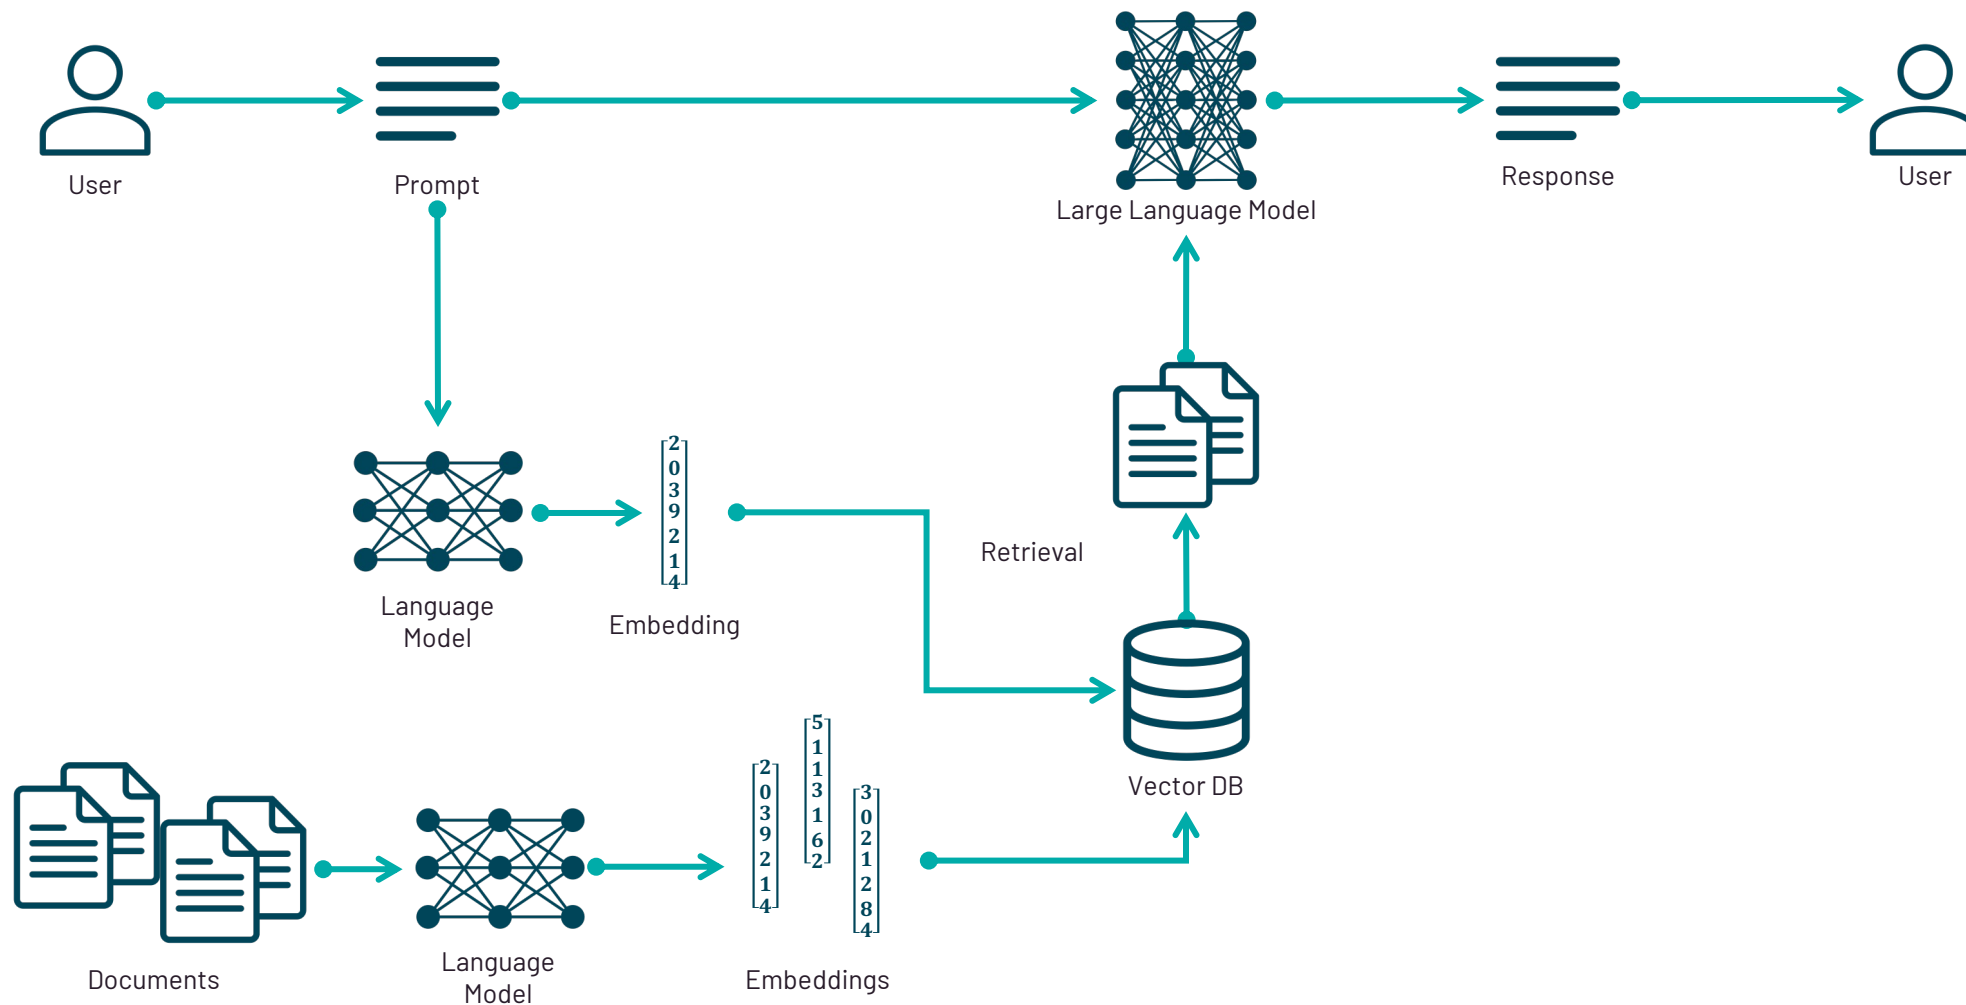 User
Prompt
Large Language Model
Response
User
2
0
3
9
2
1
4
Language
Model
Embedding
Retrieval
Vector DB
2
0
3
9
2
1
4
5
1
1
3
1
6
2
3
0
2
1
2
8
4
Documents
Language
Model
Embeddings